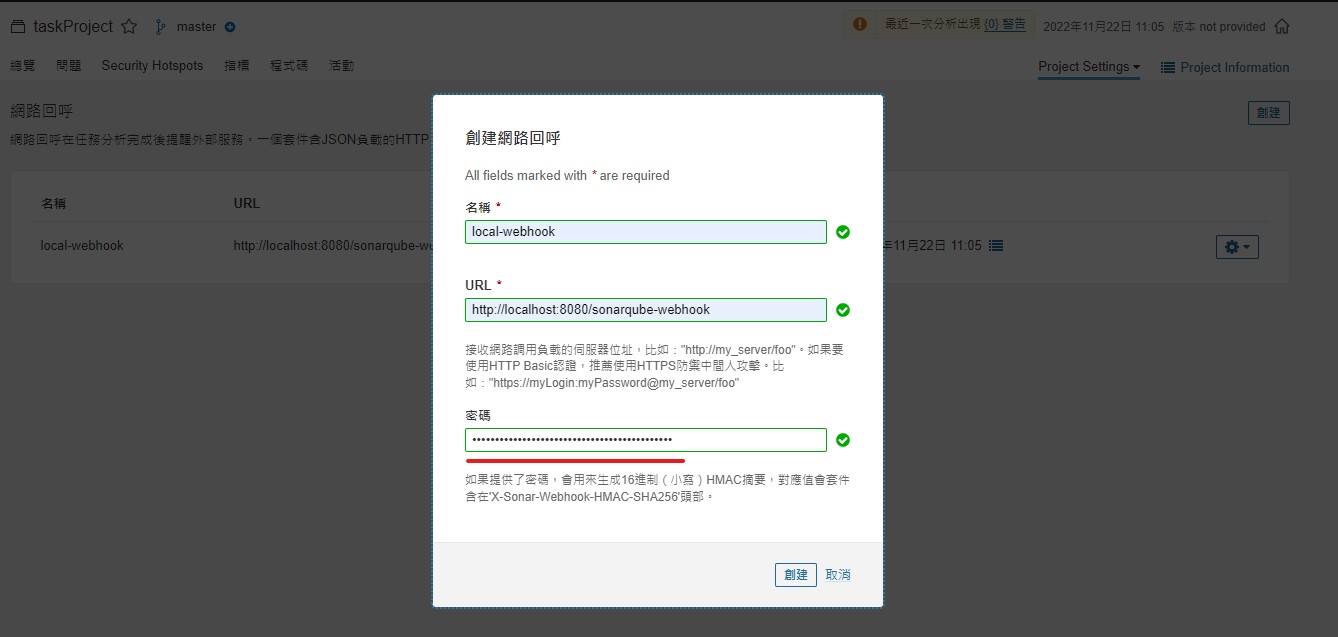 taskProject master 最近一次分析出現 {0} 警告 2022年11月22日 11:05 版本 not provided
總覽 問題 Security Hotspots 指標 程式碼 活動 Project Settings Project Information
網路回呼 創建
網路回呼在任務分析完成後提醒外部服務，一個套件含JSON負載的HTTP
名稱 URL
local-webhook http://localhost:8080/sonarqube-w 年11月22日 11:05
創建網路回呼
All fields marked with * are required
名稱 *
local-webhook
URL *
http://localhost:8080/sonarqube-webhook
接收網路調用負載的伺服器位址，比如："http://my_server/foo"。如果要
使用HTTP Basic認證，推薦使用HTTPS防禦中間人攻擊。比
如："https://myLogin:myPassword@my_server/foo"
密碼
如果提供了密碼，會用來生成16進制（小寫）HMAC摘要，對應值會套件
含在'X-Sonar-Webhook-HMAC-SHA256'頭部。
創建 取消